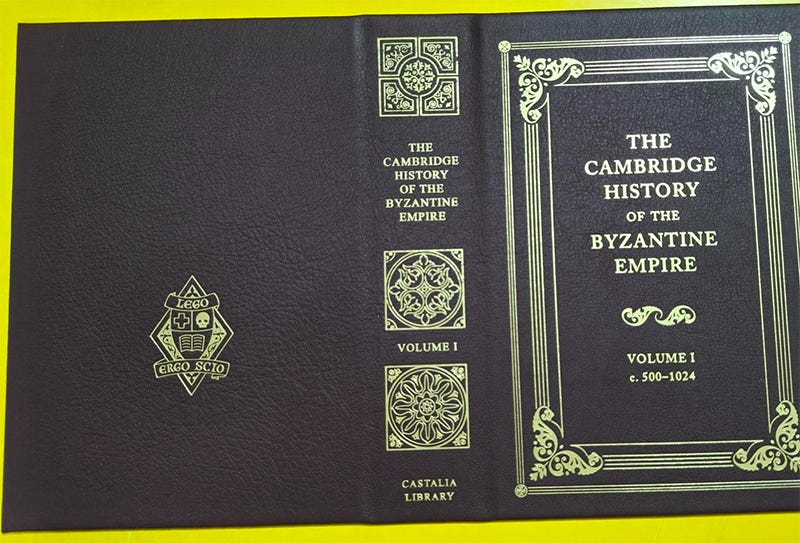 LEGO
ERGO SCIO
THE
CAMBRIDGE
HISTORY
OF THE
BYZANTINE
EMPIRE
VOLUME I
CASTALIA
LIBRARY
THE
CAMBRIDGE
HISTORY
OF THE
BYZANTINE
EMPIRE
VOLUME I
c. 500–1024